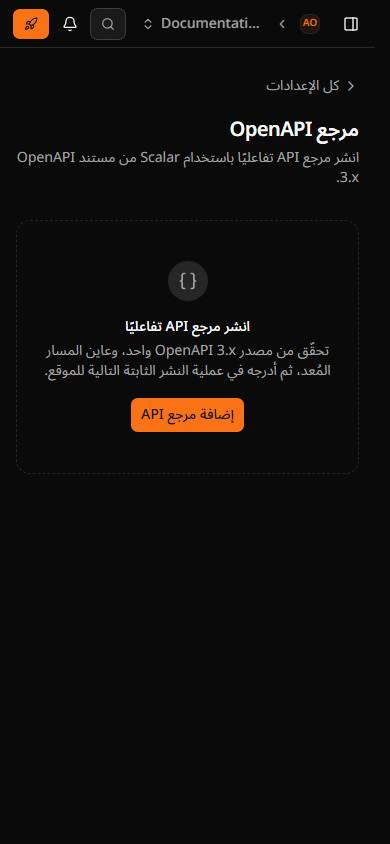 AO
Documentati...
كل الإعدادات
مرجع OpenAPI
انشر مرجع API تفاعليًا باستخدام Scalar من مستند OpenAPI
3.x.
{ }
انشر مرجع API تفاعليًا
تحقّق من مصدر OpenAPI 3.x واحد، وعاين المسار
المُعد، ثم أدرجه في عملية النشر الثابتة التالية للموقع.
إضافة مرجع API